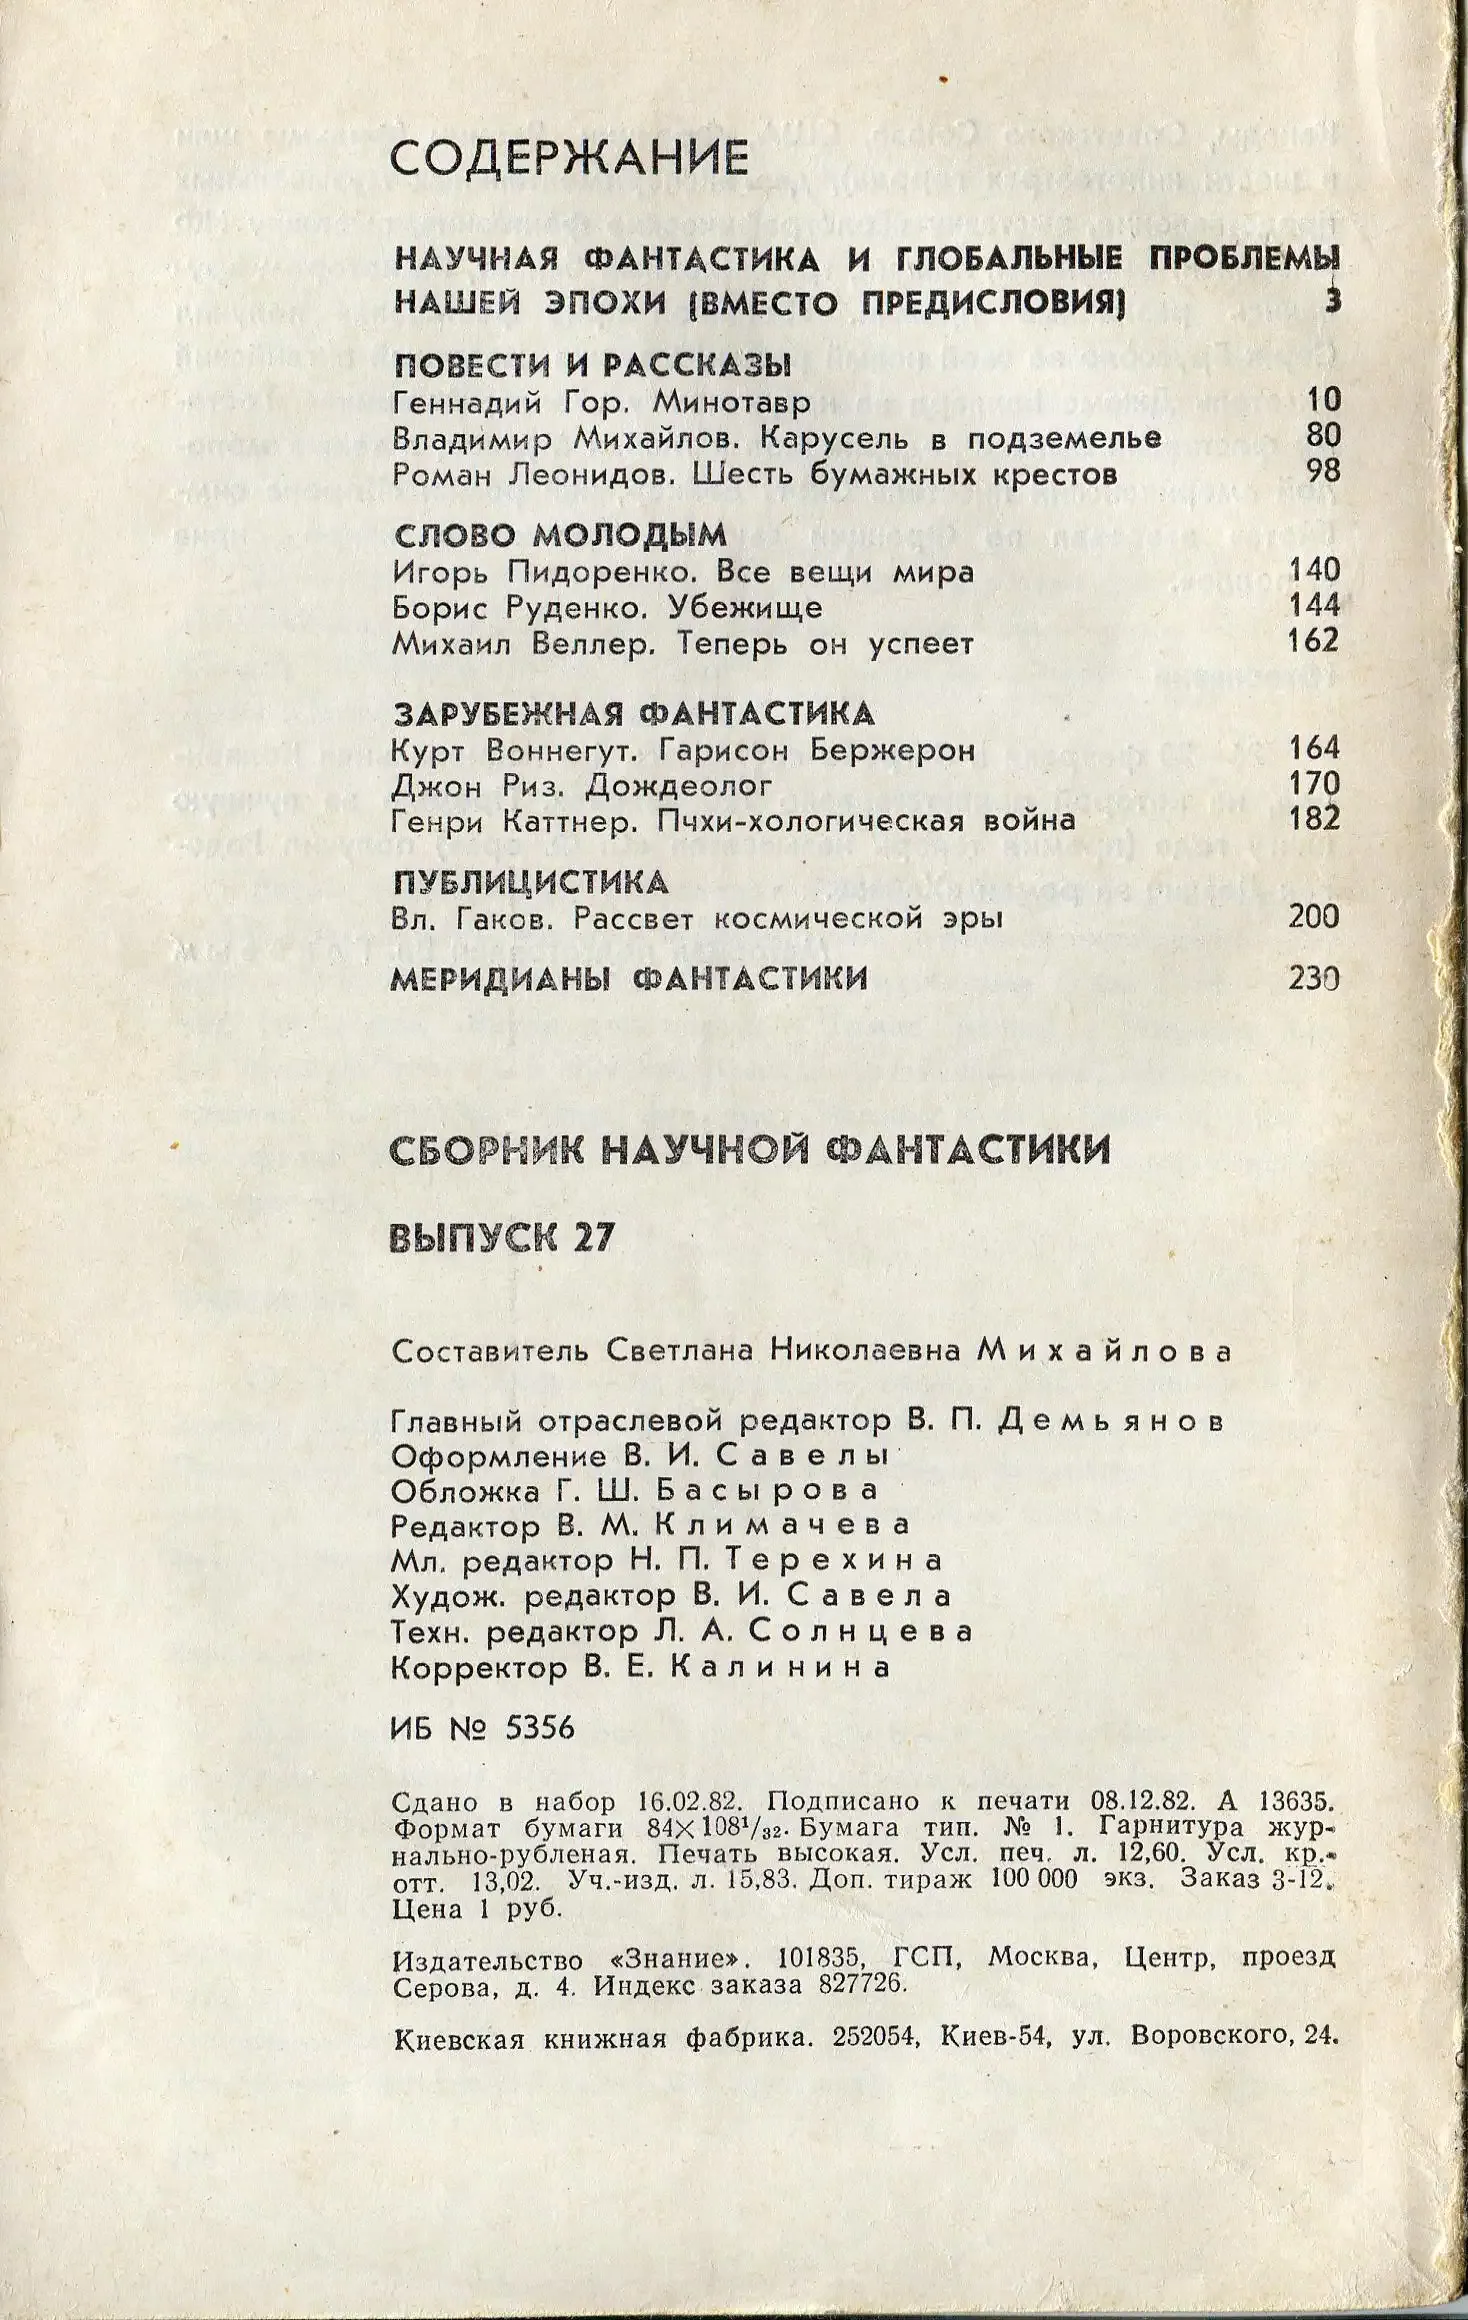 СОДЕРЖАНИЕ
НАУЧНАЯ ФАНТАСТИКА И ГЛОБАЛЬНЫЕ ПРОБЛЕМЫ
НАШЕЙ ЭПОХИ (ВМЕСТО ПРЕДИСЛОВИЯ) 3
ПОВЕСТИ И РАССКАЗЫ
Геннадий Гор. Минотавр 10
Владимир Михайлов. Карусель в подземелье 80
Роман Леонидов. Шесть бумажных крестов 98
СЛОВО МОЛОДЫМ
Игорь Пидоренко. Все вещи мира 140
Борис Руденко. Убежище 144
Михаил Веллер. Теперь он успеет 162
ЗАРУБЕЖНАЯ ФАНТАСТИКА
Курт Воннегут. Гарисон Бержерон 164
Джон Риз. Дождеолог 170
Генри Каттнер. Пчхи-хологическая война 182
ПУБЛИЦИСТИКА
Вл. Гаков. Рассвет космической эры 200
МЕРИДИАНЫ ФАНТАСТИКИ 230
СБОРНИК НАУЧНОЙ ФАНТАСТИКИ
ВЫПУСК 27
Составитель Светлана Николаевна Михайлова
Главный отраслевой редактор В. П. Демьянов
Оформление В. И. Савелы
Обложка Г. Ш. Басырова
Редактор В. М. Климачева
Мл. редактор Н. П. Терехина
Худож. редактор В. И. Савела
Техн. редактор Л. А. Солнцева
Корректор В. Е. Калинина
ИБ № 5356
Сдано в набор 16.02.82. Подписано к печати 08.12.82. А 13635.
Формат бумаги 84×108¹/₃₂. Бумага тип. № 1. Гарнитура жур-
нально-рубленая. Печать высокая. Усл. печ. л. 12,60. Усл. кр.-
отт. 13,02. Уч.-изд. л. 15,83. Доп. тираж 100 000 экз. Заказ 3-12.
Цена 1 руб.
Издательство «Знание». 101835, ГСП, Москва, Центр, проезд
Серова, д. 4. Индекс заказа 827726.
Киевская книжная фабрика. 252054, Киев-54, ул. Воровского, 24.